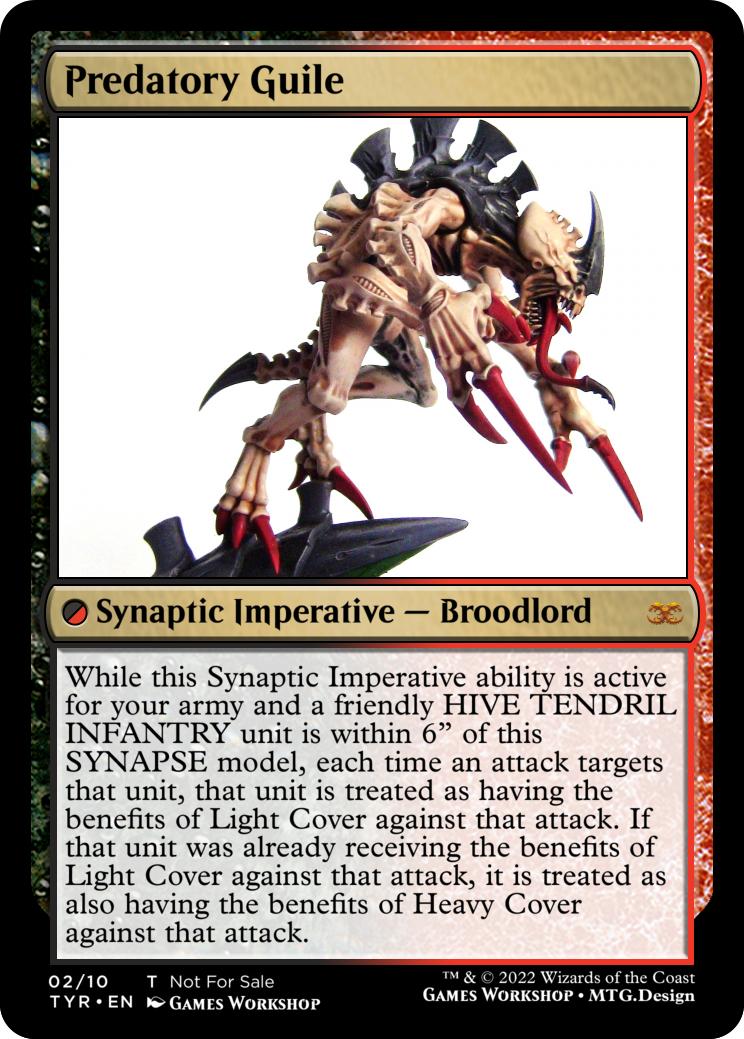 Predatory Guile
Synaptic Imperative — Broodlord
While this Synaptic Imperative ability is active
for your army and a friendly HIVE TENDRIL
INFANTRY unit is within 6” of this
SYNAPSE model, each time an attack targets
that unit, that unit is treated as having the
benefits of Light Cover against that attack. If
that unit was already receiving the benefits of
Light Cover against that attack, it is treated as
also having the benefits of Heavy Cover
against that attack.
02/10 T Not For Sale
TYR • EN Games Workshop
™ & © 2022 Wizards of the Coast
Games Workshop • MTG.Design